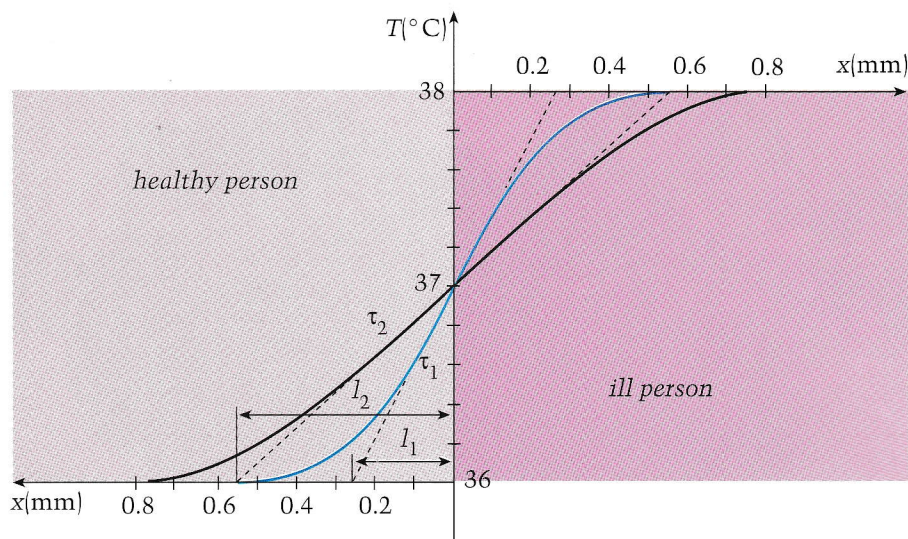 T(° C)
0.2 0.4 0.6 0.8 x(mm)
38
healthy person
37
τ₂
τ₁
l₂
ill person
l₁
36
x(mm) 0.8 0.6 0.4 0.2